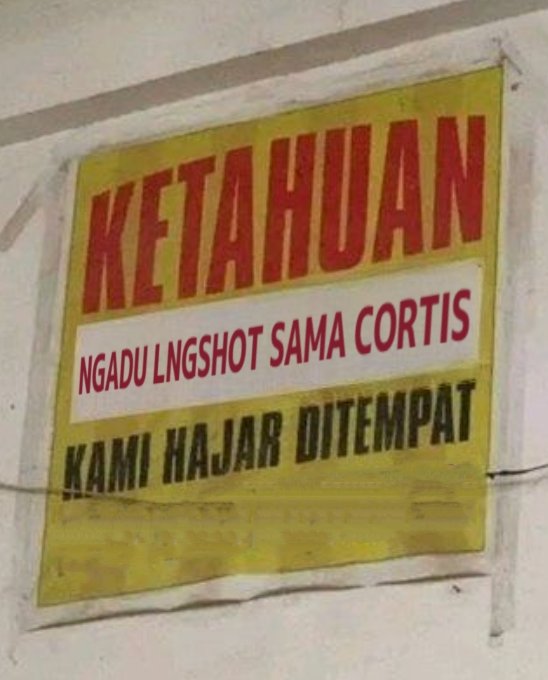 KETAHUAN
NGADU LNGSHOT SAMA CORTIS
KAMI HAJAR DITEMPAT